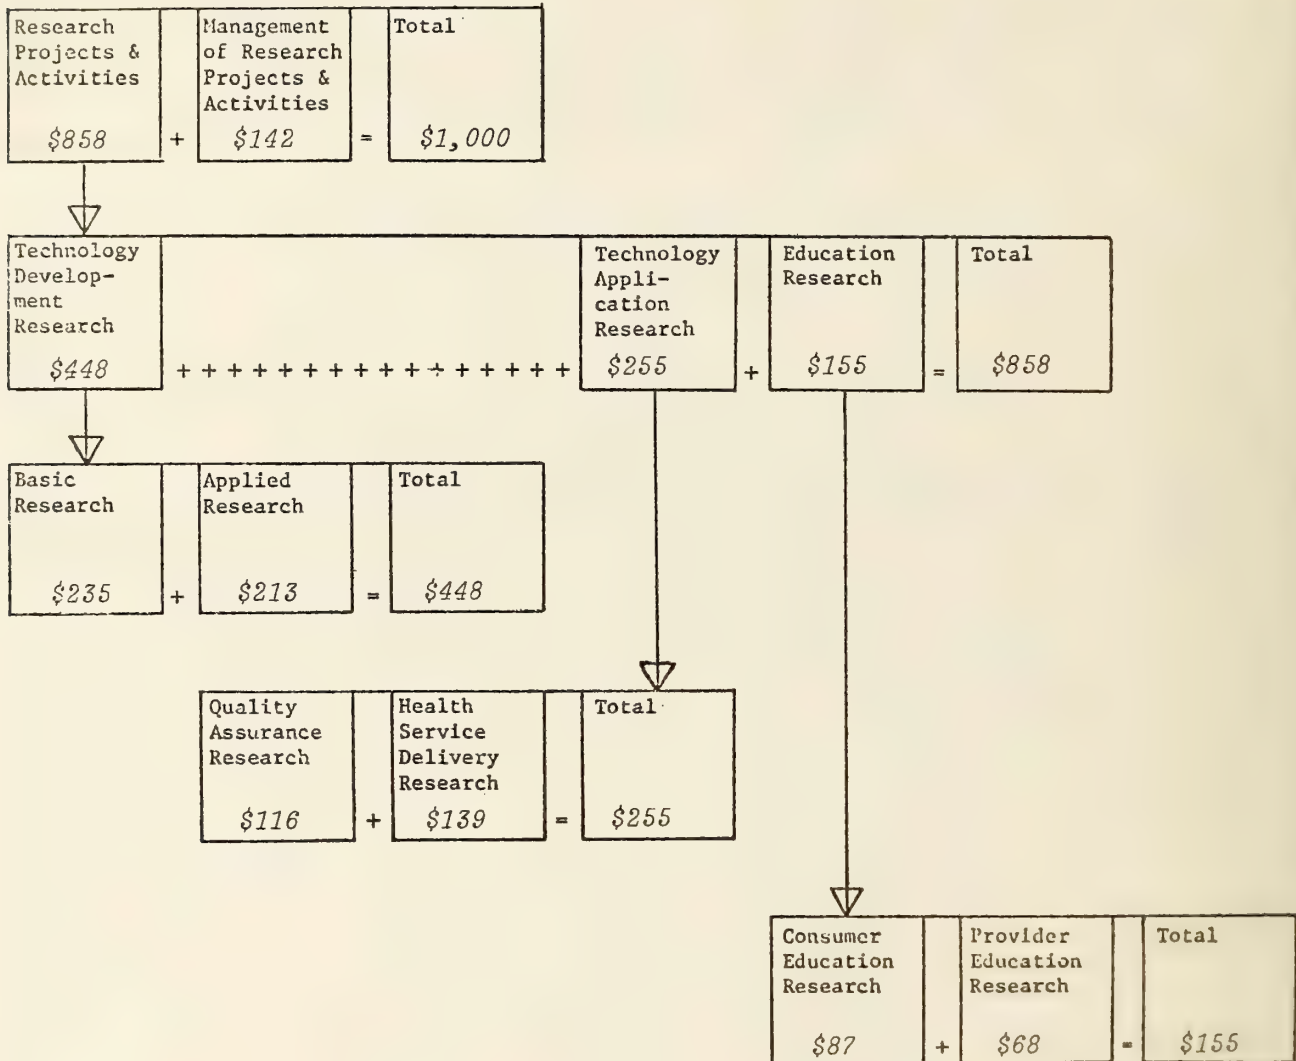 Research
Projects &
Activities
$858
+
Management
of Research
Projects &
Activities
$142
=
Total
$1,000
Technology
Develop-
ment
Research
$448
+ + + + + + + + + + + + + + + +
Technology
Appli-
cation
Research
$255
+
Education
Research
$155
=
Total
$858
Basic
Research
$235
+
Applied
Research
$213
=
Total
$448
Quality
Assurance
Research
$116
+
Health
Service
Delivery
Research
$139
=
Total
$255
Consumer
Education
Research
$87
+
Provider
Education
Research
$68
=
Total
$155